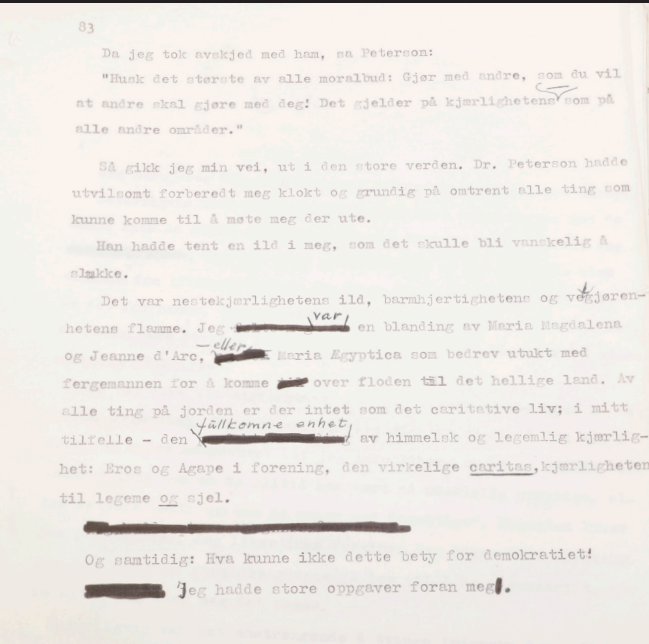 83
Da jeg tok avskjed med ham, sa Peterson:
"Husk det største av alle moralbud: Gjør med andre, som du vil
at andre skal gjøre med deg! Det gjelder på kjærlighetens som på
alle andre områder."
Så gikk jeg min vei, ut i den store verden. Dr. Peterson hadde
utvilsomt forberedt meg klokt og grundig på omtrent alle ting som
kunne komme til å møte meg der ute.
Han hadde tent en ild i meg, som det skulle bli vanskelig å
slukke.
Det var nestekjærlighetens ild, barmhjertighetens og velgjøren-
hetens flamme. Jeg var en blanding av Maria Magdalena
og Jeanne d'Arc, – eller Maria Ægyptica som bedrev utukt med
fergemannen for å komme over floden til det hellige land. Av
alle ting på jorden er der intet som det caritative liv; i mitt
tilfelle - den fullkomne enhet av himmelsk og legemlig kjærlig-
het: Eros og Agape i forening, den virkelige caritas, kjærligheten
til legeme og sjel.
Og samtidig: Hva kunne ikke dette bety for demokratiet!
Jeg hadde store oppgaver foran meg.